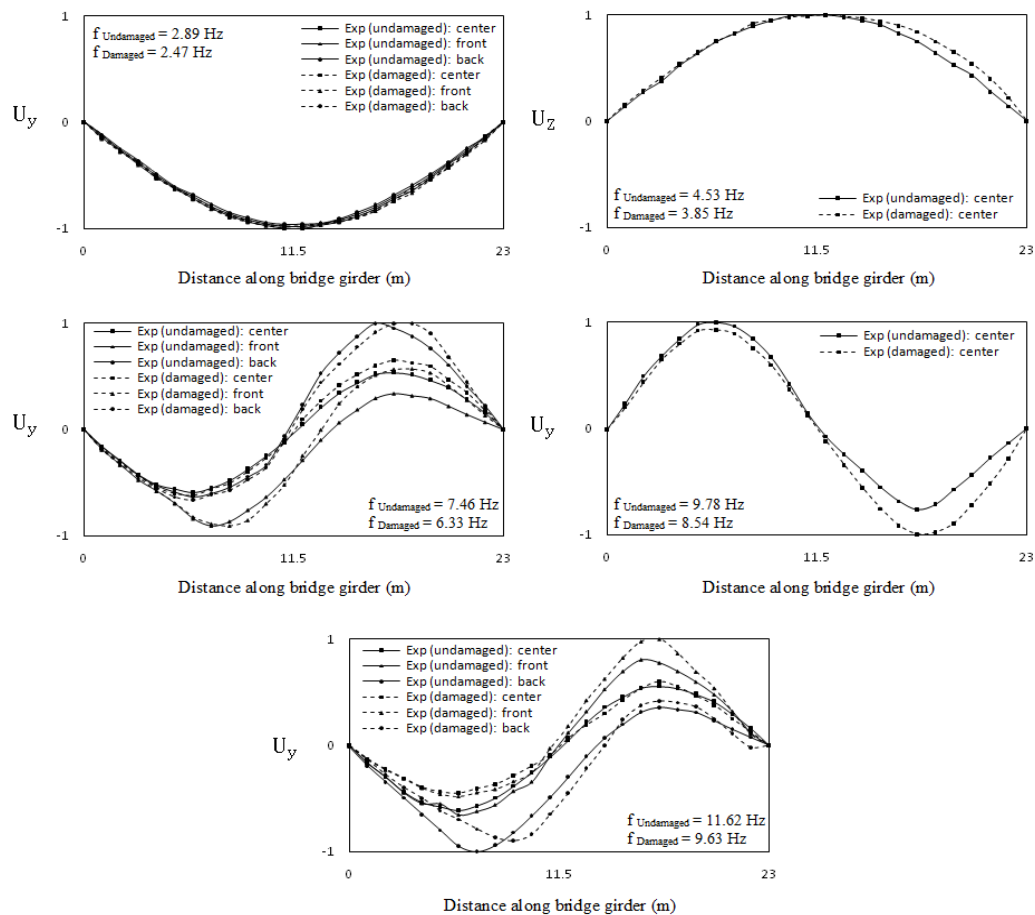 1
f Undamaged = 2.89 Hz
f Damaged = 2.47 Hz
Exp (undamaged): center
Exp (undamaged): front
Exp (undamaged): back
Exp (damaged): center
Exp (damaged): front
Exp (damaged): back
Uy
0
-1
0
11.5
23
Distance along bridge girder (m)
1
UZ
0
f Undamaged = 4.53 Hz
f Damaged = 3.85 Hz
Exp (undamaged): center
Exp (damaged): center
-1
0
11.5
23
Distance along bridge girder (m)
1
Exp (undamaged): center
Exp (undamaged): front
Exp (undamaged): back
Exp (damaged): center
Exp (damaged): front
Exp (damaged): back
Uy
0
f Undamaged = 7.46 Hz
f Damaged = 6.33 Hz
-1
0
11.5
23
Distance along bridge girder (m)
1
Exp (undamaged): center
Exp (damaged): center
Uy
0
f Undamaged = 9.78 Hz
f Damaged = 8.54 Hz
-1
0
11.5
23
Distance along bridge girder (m)
1
Exp (undamaged): center
Exp (undamaged): front
Exp (undamaged): back
Exp (damaged): center
Exp (damaged): front
Exp (damaged): back
Uy
0
f Undamaged = 11.62 Hz
f Damaged = 9.63 Hz
-1
0
11.5
23
Distance along bridge girder (m)